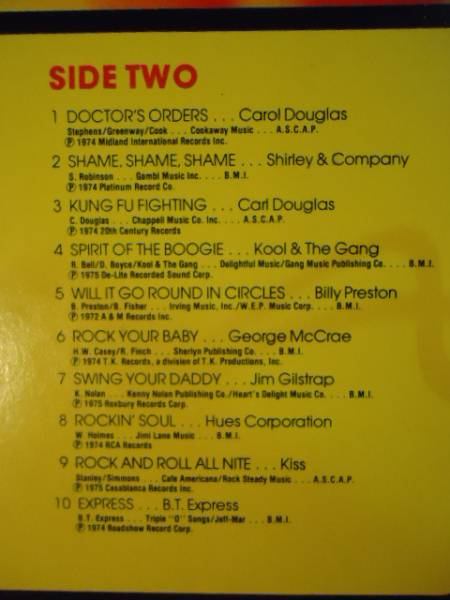 SIDE TWO
1 DOCTOR'S ORDERS . . . Carol Douglas
Stephens/Greenway/Cook . . . Cookaway Music . . . A.S.C.A.P.
Ⓟ 1974 Midland International Records Inc.
2 SHAME, SHAME, SHAME . . . Shirley & Company
S. Robinson . . . Gambi Music Inc. . . . B.M.I.
Ⓟ 1974 Platinum Record Co.
3 KUNG FU FIGHTING . . . Carl Douglas
C. Douglas . . . Chappell Music Co. Inc. . . . A.S.C.A.P.
Ⓟ 1974 20th Century Records
4 SPIRIT OF THE BOOGIE . . . Kool & The Gang
R. Bell/D. Boyce/Kool & The Gang . . . Delightful Music/Gang Music Publishing Co. . . . B.M.I.
Ⓟ 1975 De-Lite Recorded Sound Corp.
5 WILL IT GO ROUND IN CIRCLES . . . Billy Preston
B. Preston/B. Fisher . . . Irving Music, Inc./W.E.P. Music Corp. . . . B.M.I.
Ⓟ 1972 A & M Records Inc.
6 ROCK YOUR BABY . . . George McCrae
H.W. Casey/R. Finch . . . Sherlyn Publishing Co. . . . B.M.I.
Ⓟ 1974 T.K. Records, a division of T.K. Productions, Inc.
7 SWING YOUR DADDY . . . Jim Gilstrap
K. Nolan . . . Kenny Nolan Publishing Co./Heart's Delight Music Co. . . . B.M.I.
Ⓟ 1975 Roxbury Records Corp.
8 ROCKIN' SOUL . . . Hues Corporation
W. Holmes . . . Jimi Lane Music . . . B.M.I.
Ⓟ 1974 RCA Records
9 ROCK AND ROLL ALL NITE . . . Kiss
Stanley/Simmons . . . Cafe Americana/Rock Steady Music . . . A.S.C.A.P.
Ⓟ 1975 Casablanca Records Inc.
10 EXPRESS . . . B.T. Express
B.T. Express . . . Triple "O" Songs/Jeff-Mar . . . B.M.I.
Ⓟ 1974 Roadshow Record Corp.